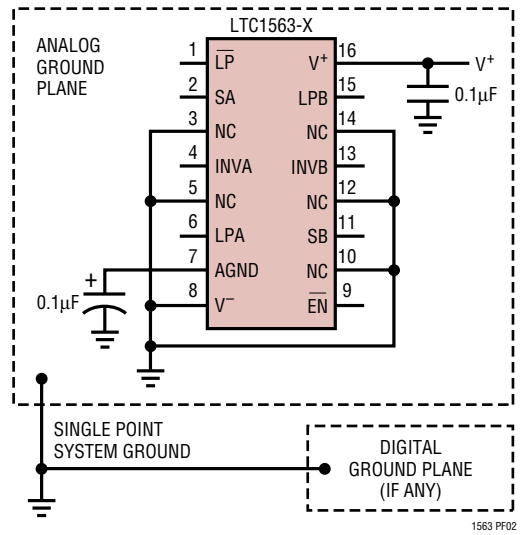 LTC1563-X
ANALOG
GROUND
PLANE
1
2
3
4
5
6
7
8
LP
SA
NC
INVA
NC
LPA
AGND
V–
V+
LPB
NC
INVB
NC
SB
NC
EN
16
15
14
13
12
11
10
9
V+
0.1µF
+
0.1µF
SINGLE POINT
SYSTEM GROUND
DIGITAL
GROUND PLANE
(IF ANY)
1563 PF02